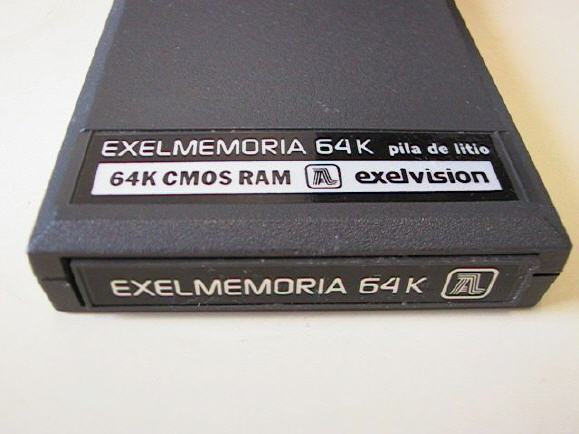 EXELMEMORIA 64K pila de litio
64K CMOS RAM exelvision
EXELMEMORIA 64K